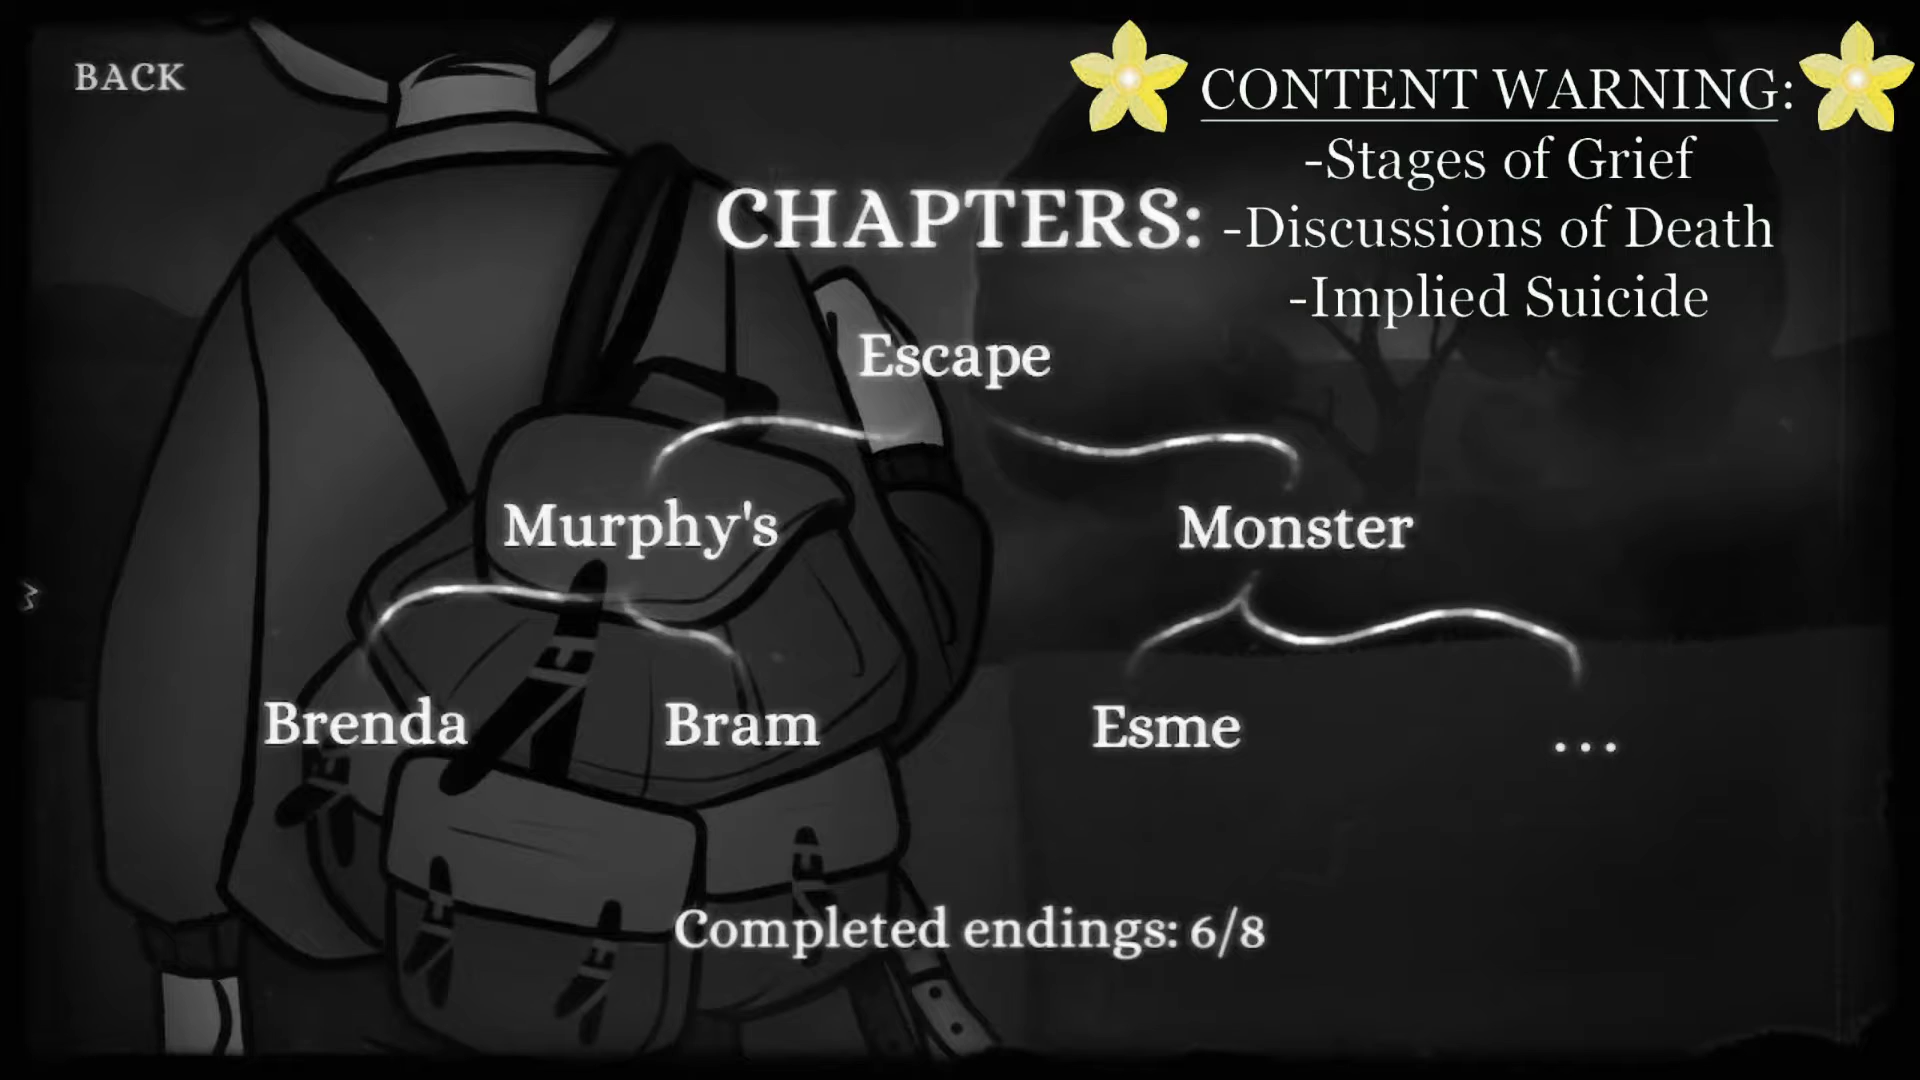 BACK
CONTENT WARNING:
-Stages of Grief
-Discussions of Death
-Implied Suicide
CHAPTERS:
Escape
Murphy's
Monster
Brenda
Bram
Esme
...
Completed endings: 6/8